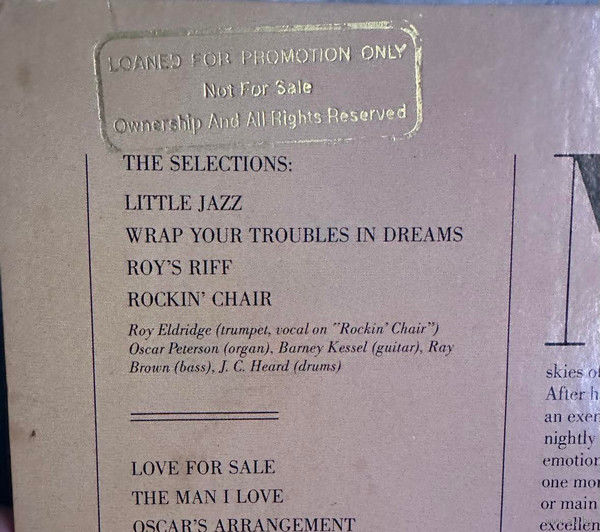 LOANED FOR PROMOTION ONLY
Not For Sale
Ownership And All Rights Reserved
THE SELECTIONS:
LITTLE JAZZ
WRAP YOUR TROUBLES IN DREAMS
ROY'S RIFF
ROCKIN' CHAIR
Roy Eldridge (trumpet, vocal on "Rockin' Chair")
Oscar Peterson (organ), Barney Kessel (guitar), Ray
Brown (bass), J. C. Heard (drums)
LOVE FOR SALE
THE MAN I LOVE
OSCAR'S ARRANGEMENT
skies of
After h
an exer
nightly
emotion
one mor
or main
excellen